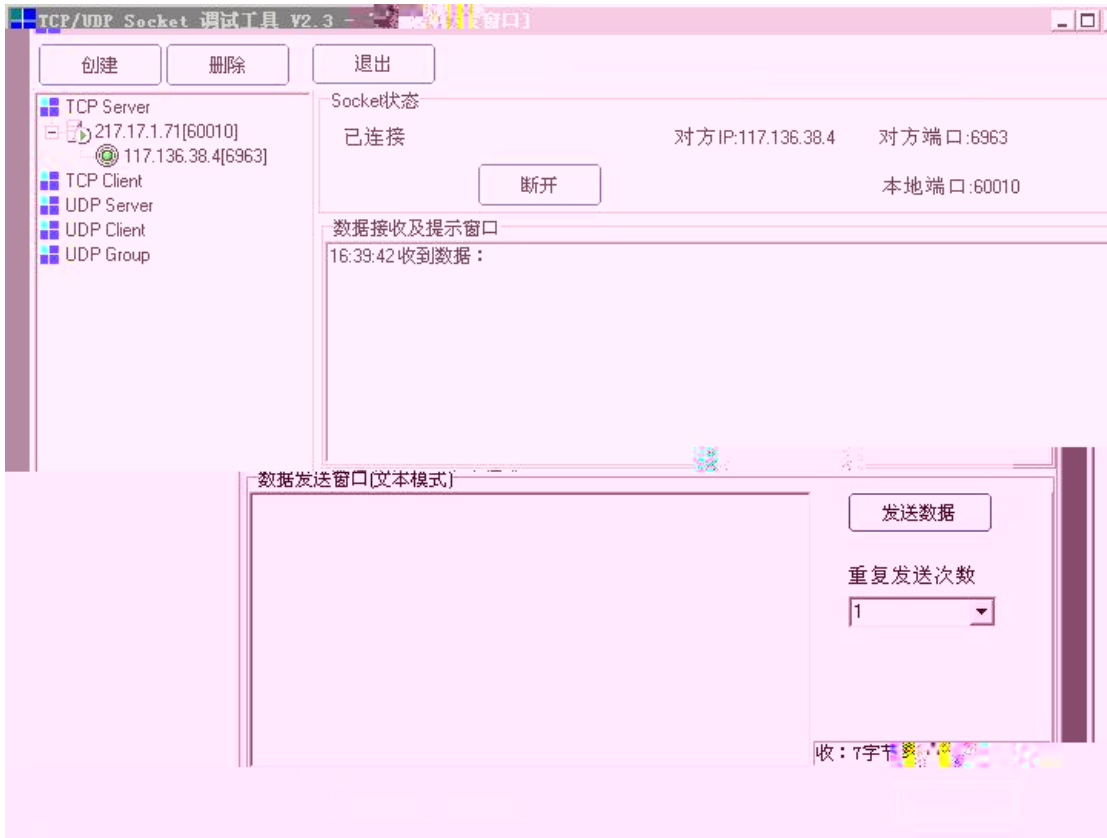 TCP/UDP Socket 调试工具 V2.3 - 窗口]
创建 删除 退出
TCP Server
217.17.1.71[60010]
117.136.38.4[6963]
TCP Client
UDP Server
UDP Client
UDP Group
Socket状态
已连接 对方IP:117.136.38.4 对方端口:6963
断开 本地端口:60010
数据接收及提示窗口
16:39:42 收到数据：
数据发送窗口(文本模式)
发送数据
重复发送次数
1
收：7字节